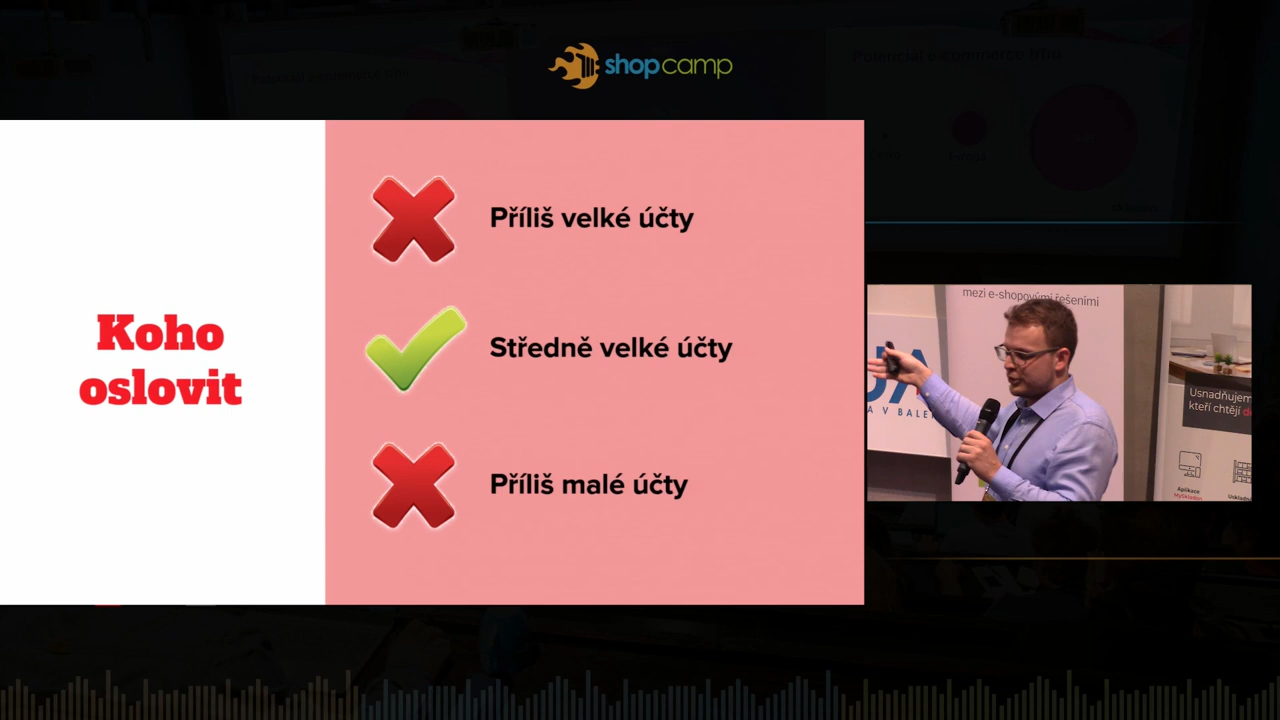 shopcamp
Koho
oslovit
Příliš velké účty
Středně velké účty
Příliš malé účty
mezi e-shopovými řešeními
Usnadňujem
kteří chtějí
Aplikace
MySklad